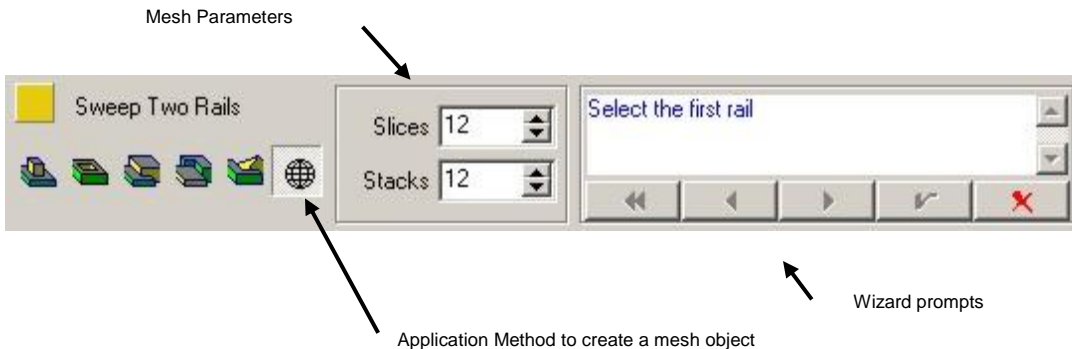 Mesh Parameters
Sweep Two Rails
Slices 12
Stacks 12
Select the first rail
Wizard prompts
Application Method to create a mesh object